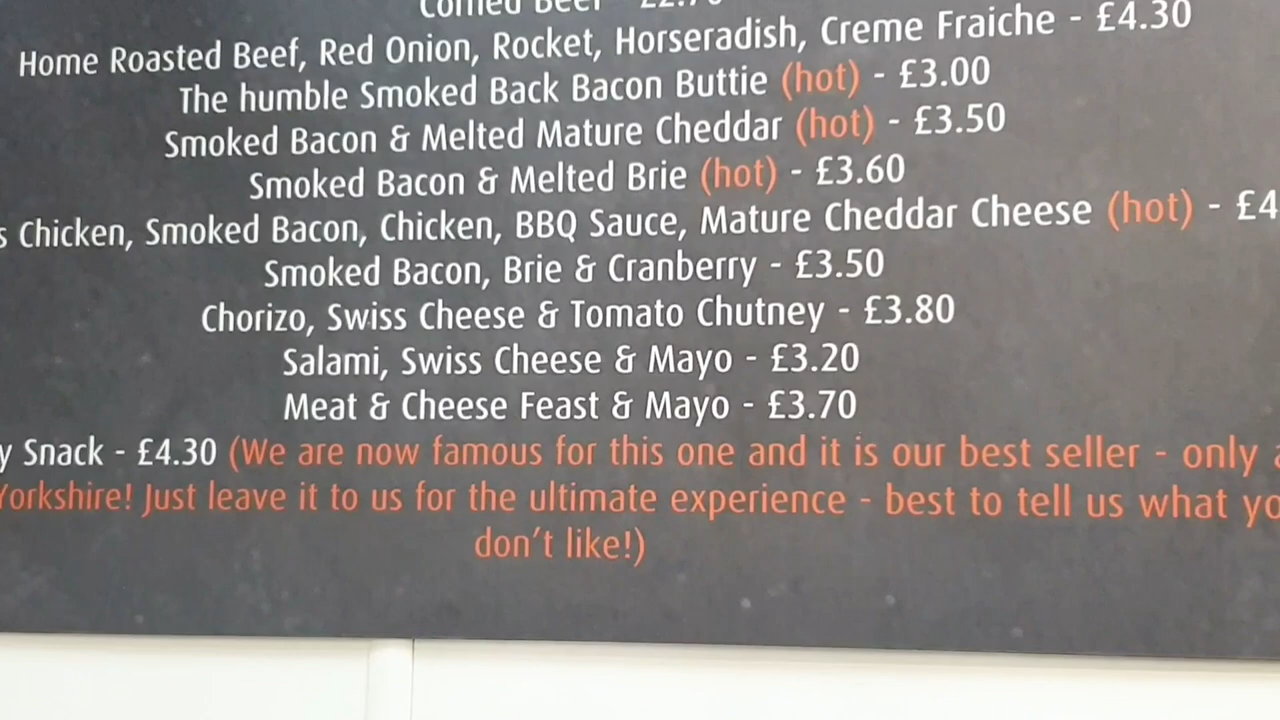 Corned Beef
Home Roasted Beef, Red Onion, Rocket, Horseradish, Creme Fraiche - £4.30
The humble Smoked Back Bacon Buttie (hot) - £3.00
Smoked Bacon & Melted Mature Cheddar (hot) - £3.50
Smoked Bacon & Melted Brie (hot) - £3.60
s Chicken, Smoked Bacon, Chicken, BBQ Sauce, Mature Cheddar Cheese (hot) - £4
Smoked Bacon, Brie & Cranberry - £3.50
Chorizo, Swiss Cheese & Tomato Chutney - £3.80
Salami, Swiss Cheese & Mayo - £3.20
Meat & Cheese Feast & Mayo - £3.70
y Snack - £4.30 (We are now famous for this one and it is our best seller - only
Yorkshire! Just leave it to us for the ultimate experience - best to tell us what yo
don't like!)